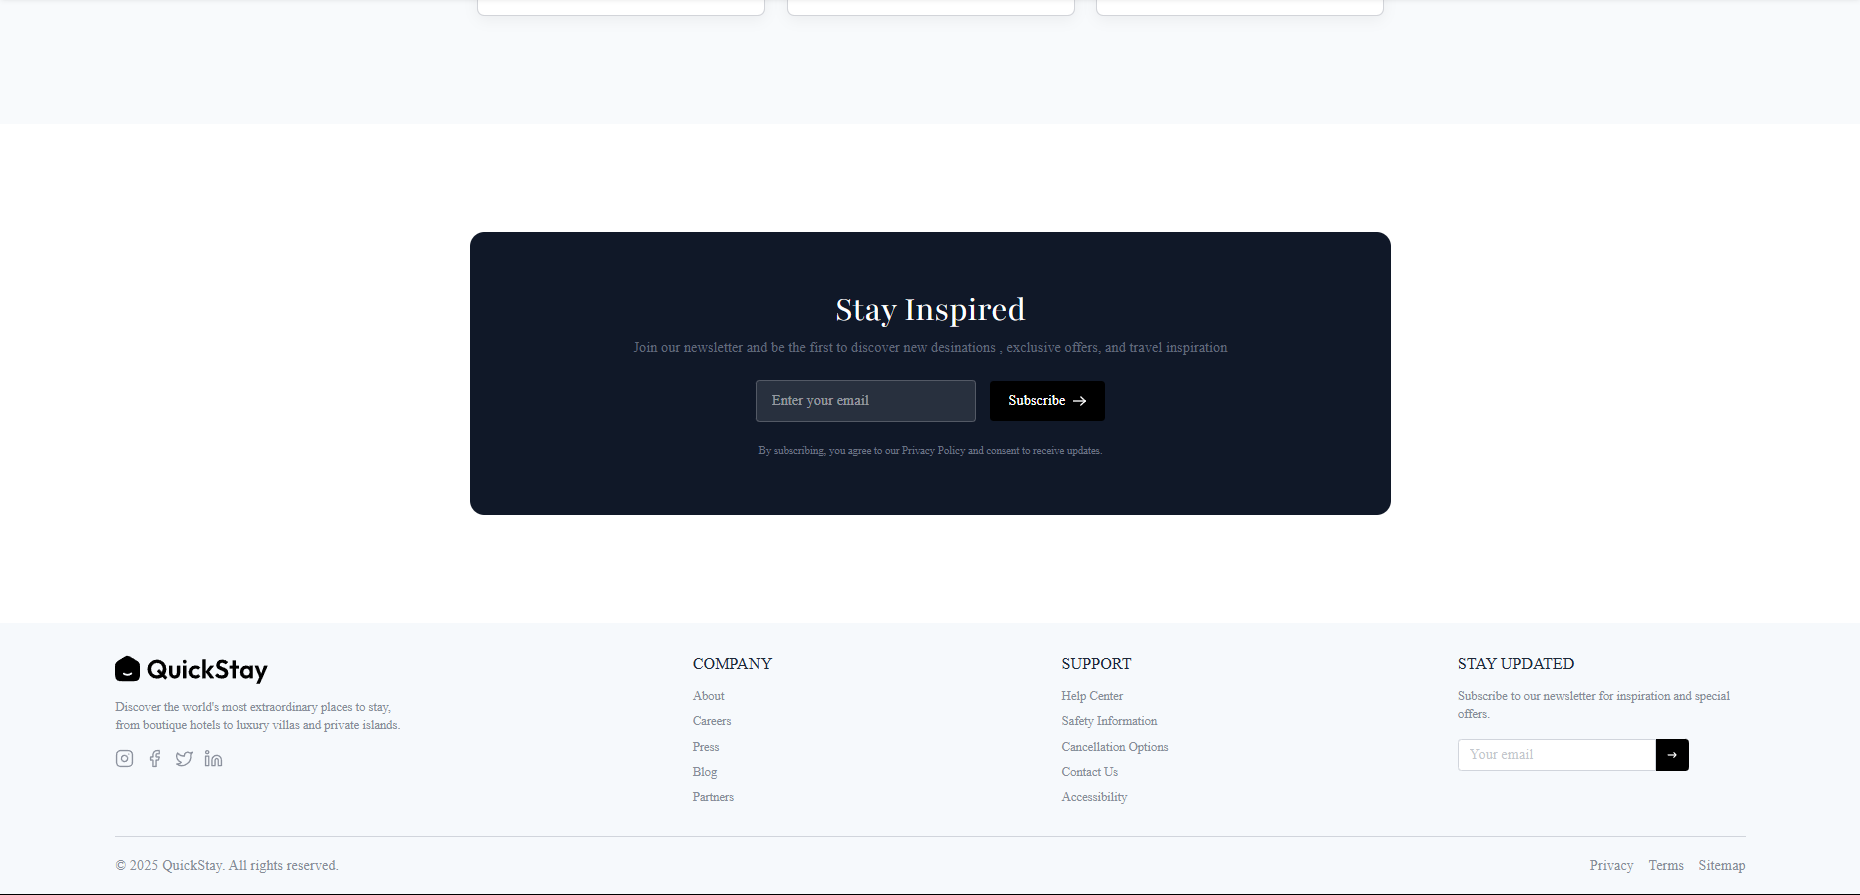 Stay Inspired
Join our newsletter and be the first to discover new desinations , exclusive offers, and travel inspiration
Enter your email
Subscribe →
By subscribing, you agree to our Privacy Policy and consent to receive updates.
QuickStay
Discover the world's most extraordinary places to stay,
from boutique hotels to luxury villas and private islands.
COMPANY
About
Careers
Press
Blog
Partners
SUPPORT
Help Center
Safety Information
Cancellation Options
Contact Us
Accessibility
STAY UPDATED
Subscribe to our newsletter for inspiration and special
offers.
Your email
→
© 2025 QuickStay. All rights reserved.
Privacy Terms Sitemap